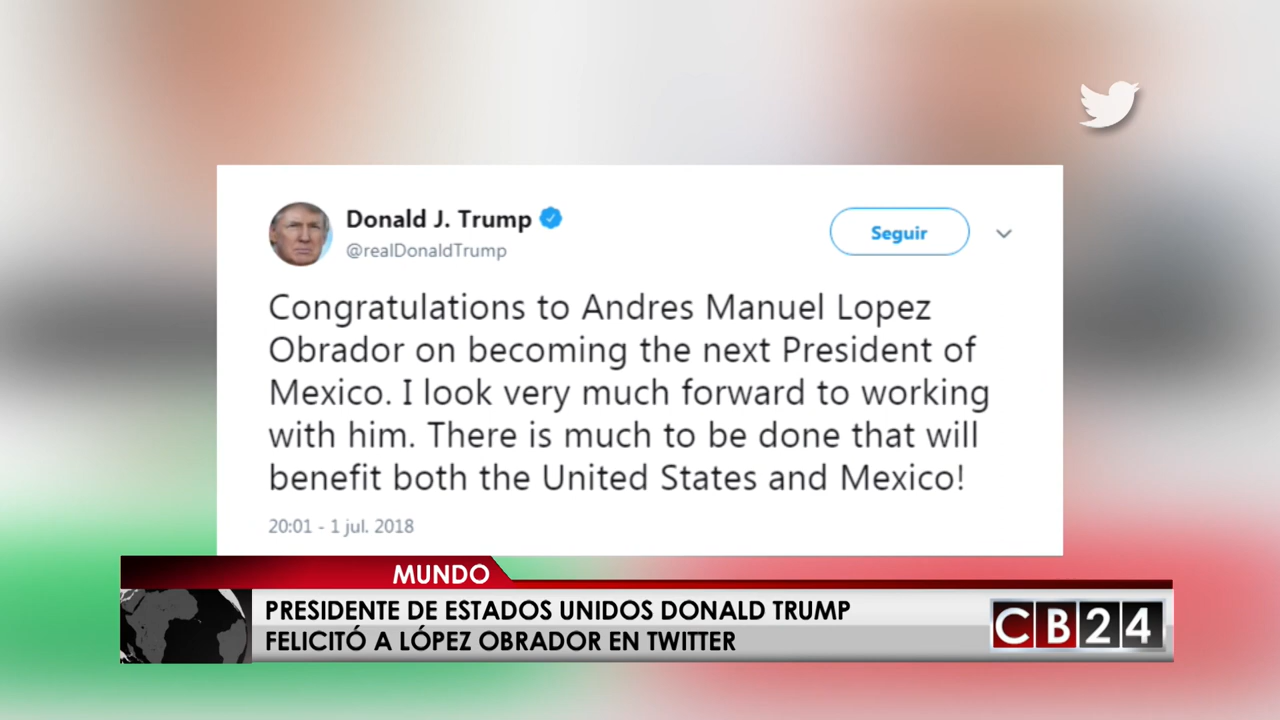 Donald J. Trump
@realDonaldTrump
Seguir
Congratulations to Andres Manuel Lopez
Obrador on becoming the next President of
Mexico. I look very much forward to working
with him. There is much to be done that will
benefit both the United States and Mexico!
20:01 - 1 jul. 2018
MUNDO
PRESIDENTE DE ESTADOS UNIDOS DONALD TRUMP
FELICITÓ A LÓPEZ OBRADOR EN TWITTER
CB24